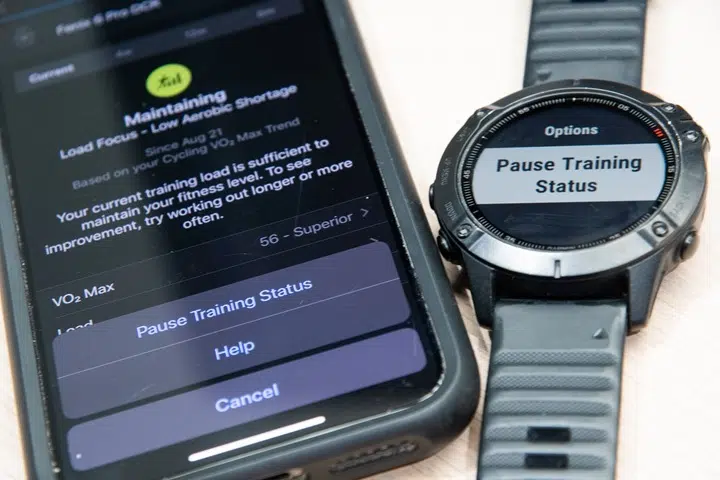 Fenix 6 Pro DCR
Current
4w
Maintaining
Load Focus - Low Aerobic Shortage
Since Aug 21
Based on your Cycling VO₂ Max Trend
Your current training load is sufficient to
maintain your fitness level. To see
improvement, try working out longer or more
often.
VO₂ Max
56 - Superior >
Load
Pause Training Status
Help
Cancel
Options
Pause Training
Status